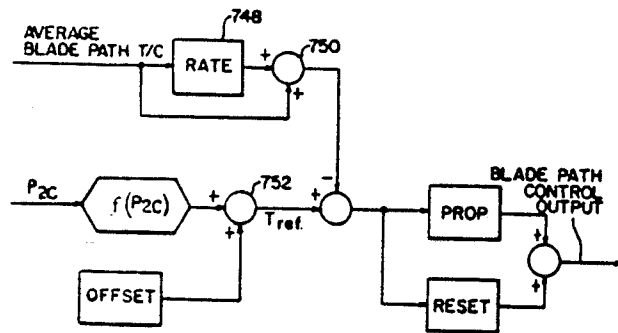 748
AVERAGE
BLADE PATH T/C
RATE
+
+
750
-
P2C
f(P2C)
+
+
752
Tref.
+
OFFSET
PROP
RESET
BLADE PATH
CONTROL
OUTPUT
+
+